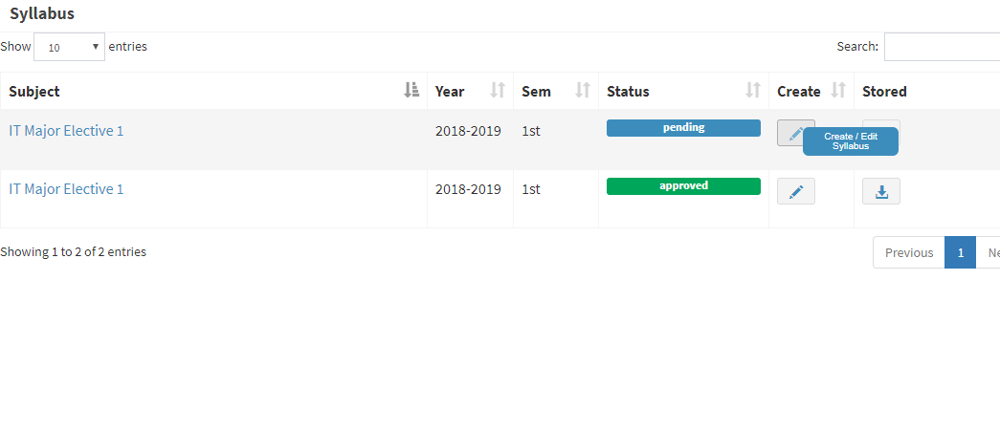 Syllabus
Show 10 entries Search:
Subject Year Sem Status Create Stored
IT Major Elective 1 2018-2019 1st pending
Create / Edit
Syllabus
IT Major Elective 1 2018-2019 1st approved
Showing 1 to 2 of 2 entries Previous 1